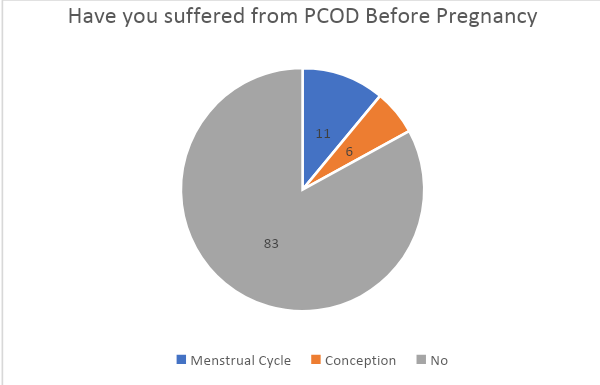 Have you suffered from PCOD Before Pregnancy
11
6
83
Menstrual Cycle Conception No